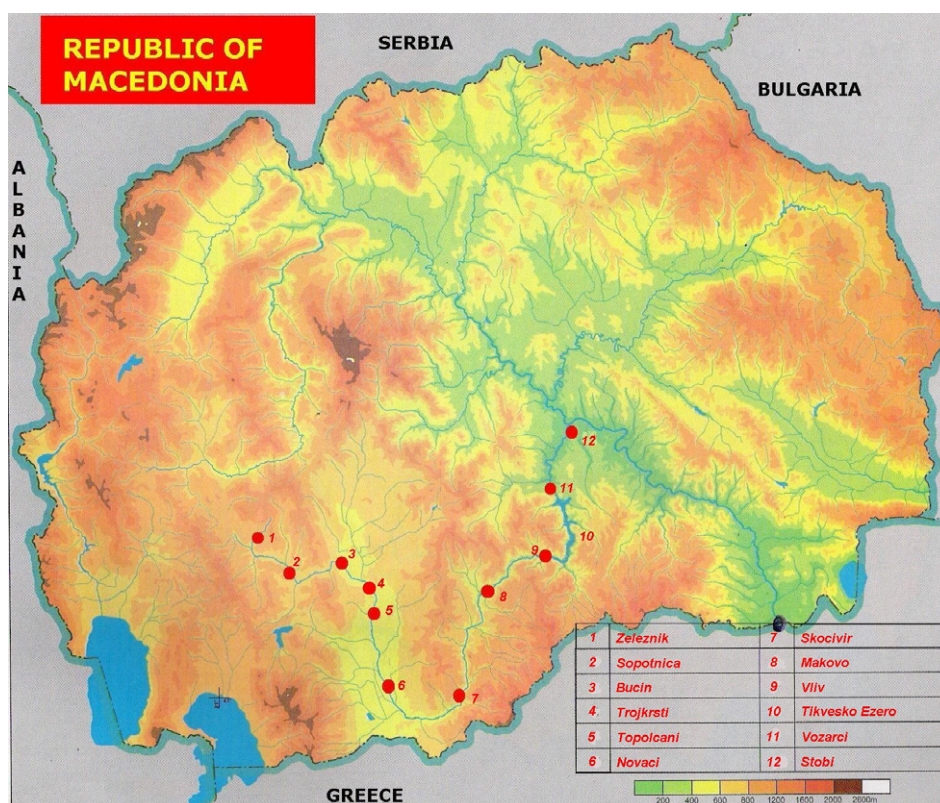 REPUBLIC OF
MACEDONIA
SERBIA
BULGARIA
ALBANIA
GREECE
1
2
3
4
5
6
7
8
9
10
11
12
1 Zeleznik 7 Skocivir
2 Sopotnica 8 Makovo
3 Bucin 9 Vliv
4 Trojkrsti 10 Tikvesko Ezero
5 Topolcani 11 Vozarci
6 Novaci 12 Stobi
200 400 600 800 1200 1600 2000 2600m